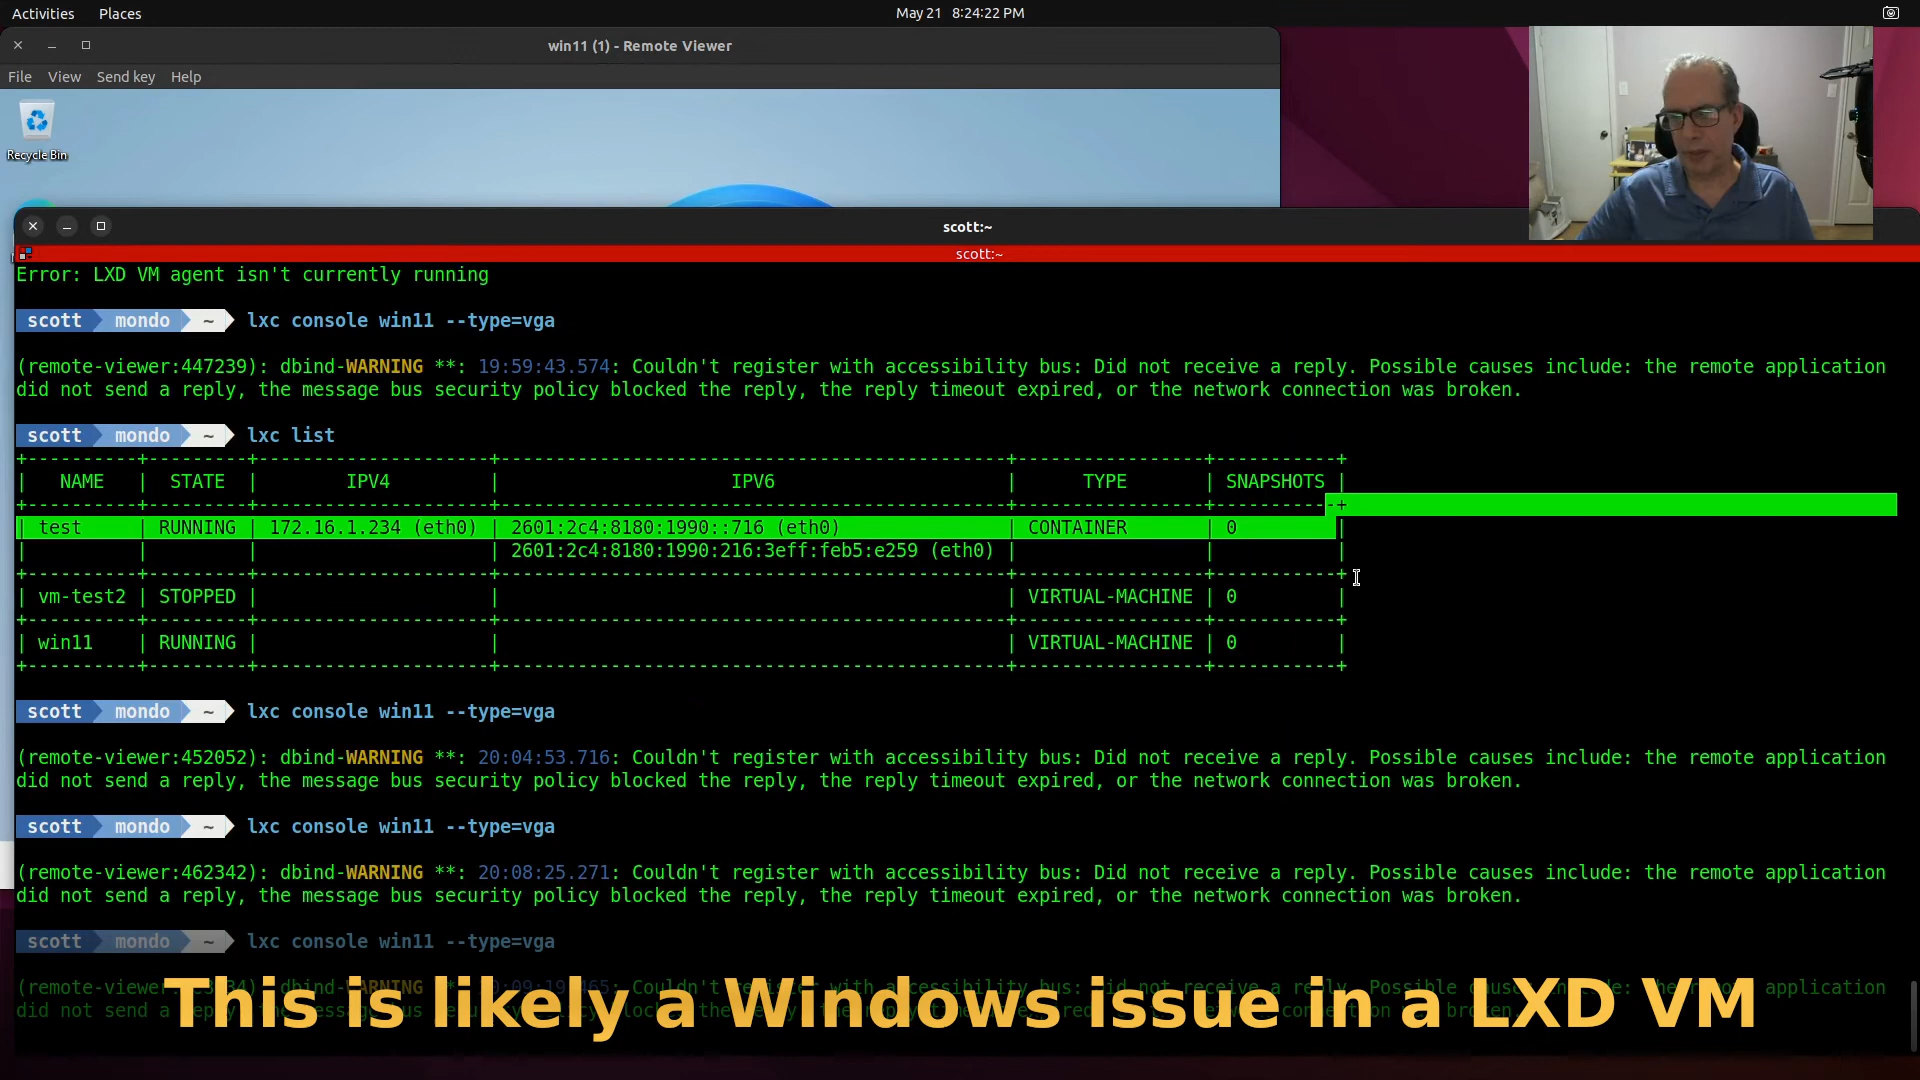 Activities Places May 21 8:24:22 PM
win11 (1) - Remote Viewer
File View Send key Help
Recycle Bin
scott:~
scott:~
Error: LXD VM agent isn't currently running
scott mondo ~ lxc console win11 --type=vga
(remote-viewer:447239): dbind-WARNING **: 19:59:43.574: Couldn't register with accessibility bus: Did not receive a reply. Possible causes include: the remote application
did not send a reply, the message bus security policy blocked the reply, the reply timeout expired, or the network connection was broken.
scott mondo ~ lxc list
+----------+---------+---------------------+----------------------------------------------+-----------------+-----------+
| NAME | STATE | IPV4 | IPV6 | TYPE | SNAPSHOTS |
+----------+---------+---------------------+----------------------------------------------+-----------------+-----------+
| test | RUNNING | 172.16.1.234 (eth0) | 2601:2c4:8180:1990::716 (eth0) | CONTAINER | 0 |
| | | | 2601:2c4:8180:1990:216:3eff:feb5:e259 (eth0) | | |
+----------+---------+---------------------+----------------------------------------------+-----------------+-----------+
| vm-test2 | STOPPED | | | VIRTUAL-MACHINE | 0 |
+----------+---------+---------------------+----------------------------------------------+-----------------+-----------+
| win11 | RUNNING | | | VIRTUAL-MACHINE | 0 |
+----------+---------+---------------------+----------------------------------------------+-----------------+-----------+
scott mondo ~ lxc console win11 --type=vga
(remote-viewer:452052): dbind-WARNING **: 20:04:53.716: Couldn't register with accessibility bus: Did not receive a reply. Possible causes include: the remote application
did not send a reply, the message bus security policy blocked the reply, the reply timeout expired, or the network connection was broken.
scott mondo ~ lxc console win11 --type=vga
(remote-viewer:462342): dbind-WARNING **: 20:08:25.271: Couldn't register with accessibility bus: Did not receive a reply. Possible causes include: the remote application
did not send a reply, the message bus security policy blocked the reply, the reply timeout expired, or the network connection was broken.
scott mondo ~ lxc console win11 --type=vga
This is likely a Windows issue in a LXD VM